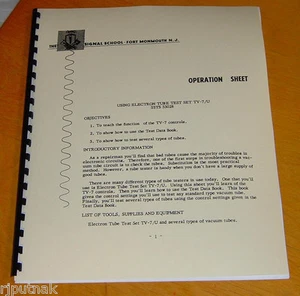 THE SIGNAL SCHOOL - FORT MONMOUTH N. J.
OPERATION SHEET
USING ELECTRON TUBE TEST SET TV-7/U
OBJECTIVES
1. To teach the function of the TV-7 controls.
2. To show how to use the Test Data Book.
3. To show how to test several types of tubes.
INTRODUCTORY INFORMATION
As a repairman you'll find that bad tubes cause the majority of troubles in
electronic circuits. Therefore, one of the first steps in troubleshooting a vacuum
tube circuit is to check the tubes. Substitution is the most practical
method. However, a tube tester is handy when you don't have a large supply of
good tubes.
There are many different types of tube testers in use today. One that you'll
use is Electron Tube Test Set TV-7/U. Using this sheet you'll learn of the
TV-7 controls. Then you'll learn how to use the Test Data Book. This book
gives the control settings you'll use to test any standard type vacuum tube.
Finally, you'll test several types of tubes using the control settings given in the
Test Data Book.
LIST OF TOOLS, SUPPLIES AND EQUIPMENT
Electron Tube Test Set TV-7/U and several types of vacuum tubes.
- 1 -
rjputnak